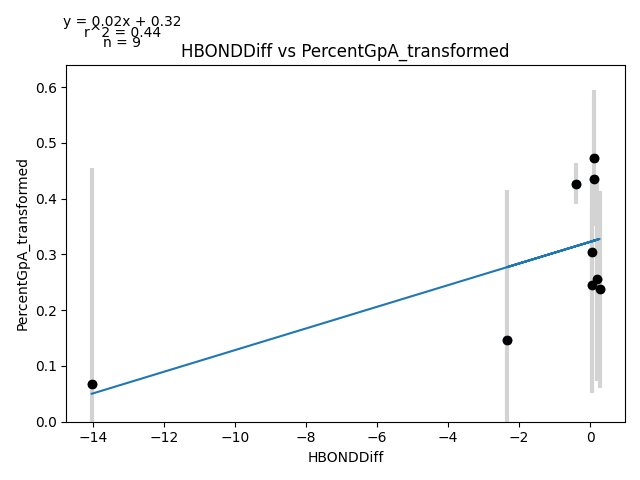 y = 0.02x + 0.32
r^2 = 0.44
n = 9
HBONDDiff vs PercentGpA_transformed
PercentGpA_transformed
0.6
0.5
0.4
0.3
0.2
0.1
0.0
−14 −12 −10 −8 −6 −4 −2 0
HBONDDiff